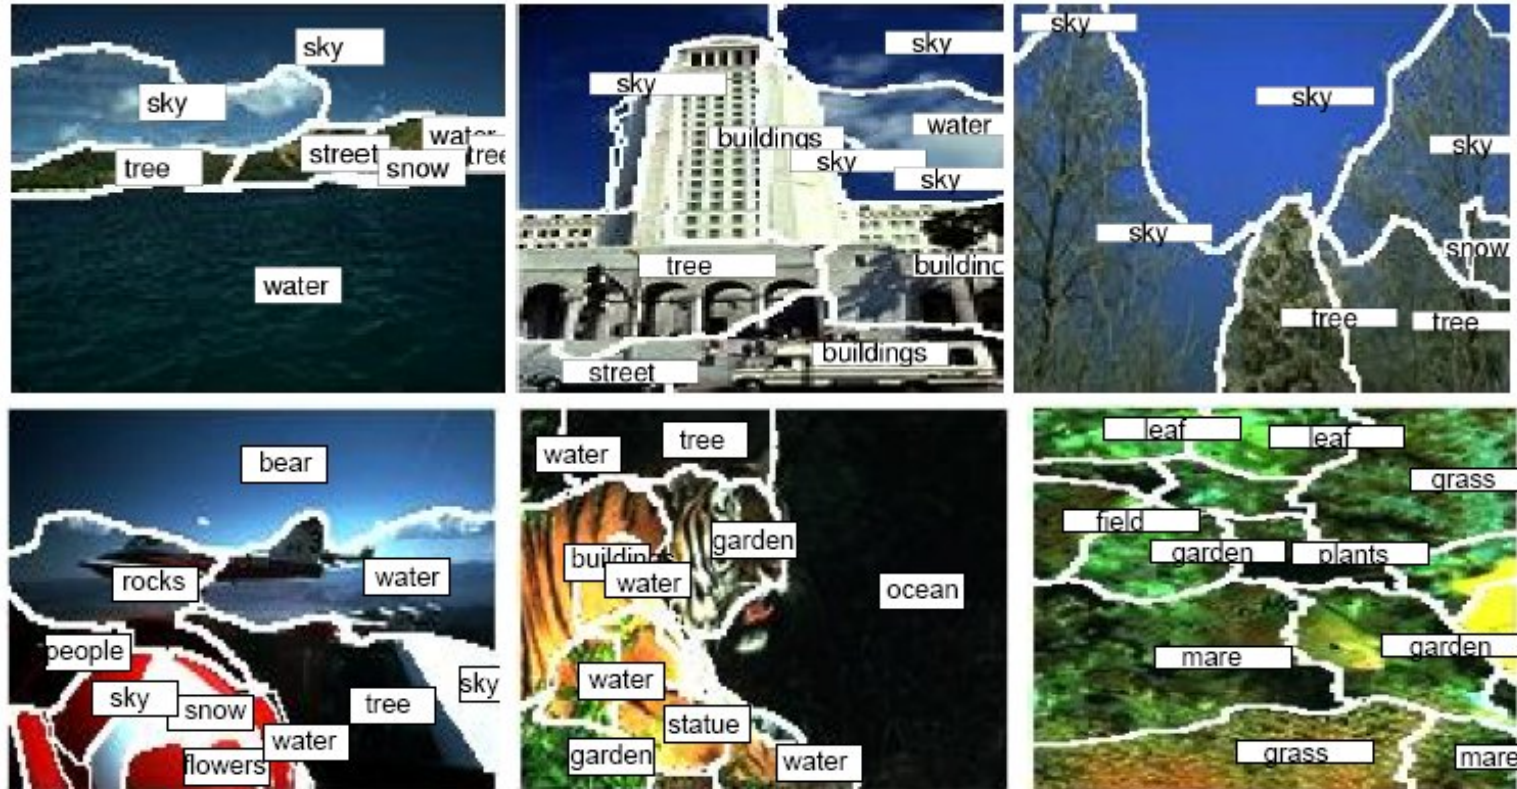 sky
sky
tree
street
water
tree
snow
water
sky
sky
buildings
water
sky
sky
tree
buildings
street
sky
sky
sky
sky
snow
tree
tree
bear
rocks
water
people
sky
snow
tree
sky
water
flowers
water
tree
buildings
water
garden
ocean
water
statue
garden
water
leaf
leaf
grass
field
garden
plants
mare
garden
grass
mare